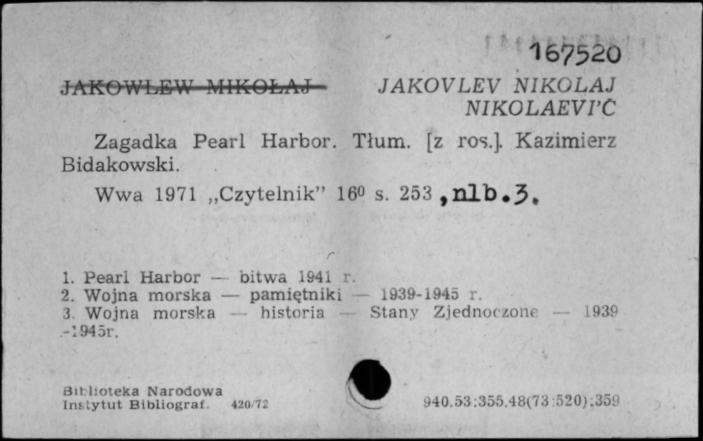 167520
JAKOWLEW MIKOŁAJ JAKOVLEV NIKOLAJ
NIKOLAEVI'Č
Zagadka Pearl Harbor. Tłum. [z ros.]. Kazimierz
Bidakowski.
Wwa 1971 „Czytelnik” 16⁰ s. 253, nlb. 3.
1. Pearl Harbor — bitwa 1941 r.
2. Wojna morska — pamiętniki — 1939-1945 r.
3. Wojna morska — historia — Stany Zjednoczone — 1939
-1945r.
Biblioteka Narodowa
Instytut Bibliograf. 420/72 940.53:355.48(73:520);359